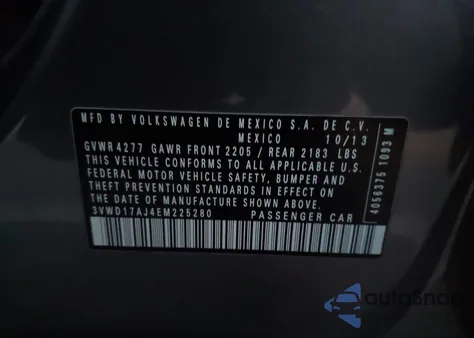 MFD BY VOLKSWAGEN DE MEXICO S.A. DE C.V.
MEXICO 10/13
GVWR 4277 GAWR FRONT 2205 / REAR 2183 LBS
THIS VEHICLE CONFORMS TO ALL APPLICABLE
FEDERAL MOTOR VEHICLE SAFETY, BUMPER AND
THEFT PREVENTION STANDARDS IN EFFECT ON
THE DATE OF MANUFACTURE SHOWN ABOVE.
3VWD17AJ4EM225280 PASSENGER CAR
4056375 1093 M
autoSnap